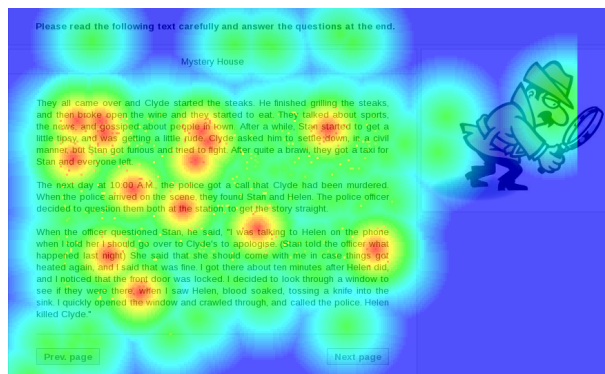 Please read the following text carefully and answer the questions at the end.
Mystery House
They all came over and Clyde started the steaks. He finished grilling the steaks,
and then broke open the wine and they started to eat. They talked about sports,
the news, and gossiped about people in town. After a while, Stan started to get a
little tipsy, and was getting a little rude. Clyde asked him to settle down, in a civil
manner, but Stan got furious and tried to fight. After quite a brawl, they got a taxi for
Stan and everyone left.
The next day at 10:00 A.M., the police got a call that Clyde had been murdered.
When the police arrived on the scene, they found Stan and Helen. The police officer
decided to question them both at the station to get the story straight.
When the officer questioned Stan, he said, "I was talking to Helen on the phone
when I told her I should go over to Clyde's to apologise. (Stan told the officer what
happened last night) She said that she should come with me in case things got
heated again, and I said that was fine. I got there about ten minutes after Helen did,
and I noticed that the front door was locked. I decided to look through a window to
see if they were there, when I saw Helen, blood soaked, tossing a knife into the
sink. I quickly opened the window and crawled through, and called the police. Helen
killed Clyde."
Prev. page
Next page